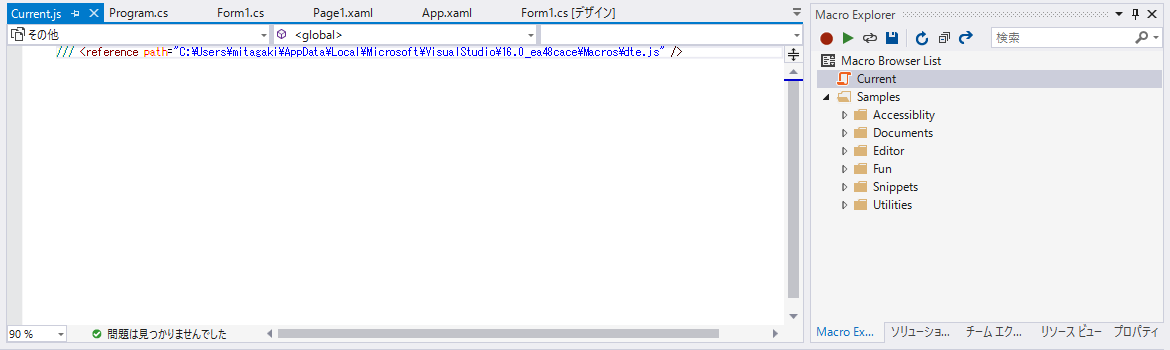 Current.js Program.cs Form1.cs Page1.xaml App.xaml Form1.cs [デザイン]
その他 <global>
/// <reference path="C:¥Users¥mitagaki¥AppData¥Local¥Microsoft¥VisualStudio¥16.0_ea48cace¥Macros¥dte.js" />
90 % 問題は見つかりませんでした
Macro Explorer
検索
Macro Browser List
Current
Samples
Accessiblity
Documents
Editor
Fun
Snippets
Utilities
Macro Ex... ソリューショ... チーム エク... リソース ビュー プロパティ